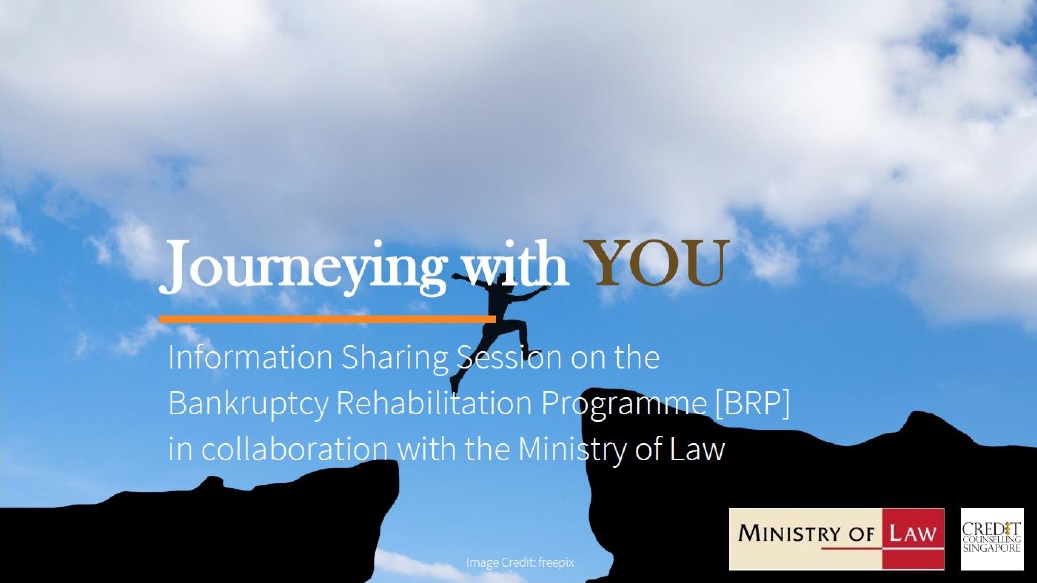 Journeying with YOU
Information Sharing Session on the
Bankruptcy Rehabilitation Programme [BRP]
in collaboration with the Ministry of Law
MINISTRY OF LAW
CREDIT
COUNSELLING
SINGAPORE
Image Credit: freepix